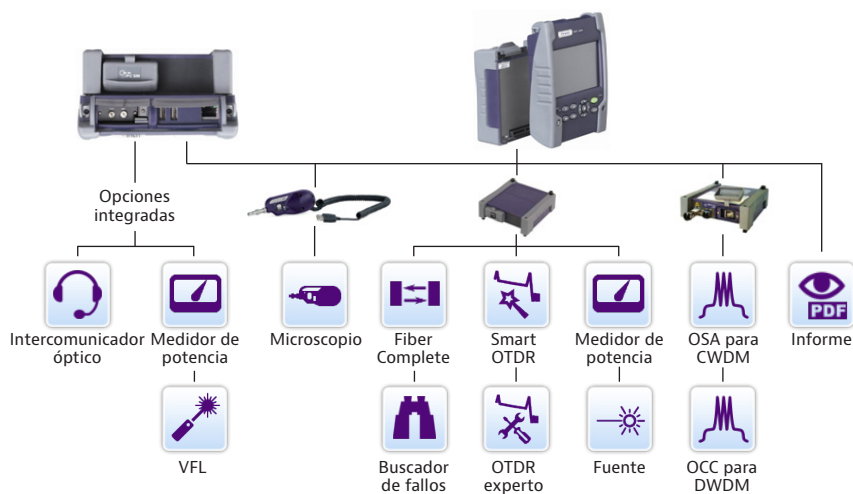 Opciones
integradas
Intercomunicador
óptico
Medidor de
potencia
Microscopio
Fiber
Complete
Smart
OTDR
Medidor de
potencia
OSA para
CWDM
PDF
Informe
VFL
Buscador
de fallos
OTDR
experto
Fuente
OCC para
DWDM